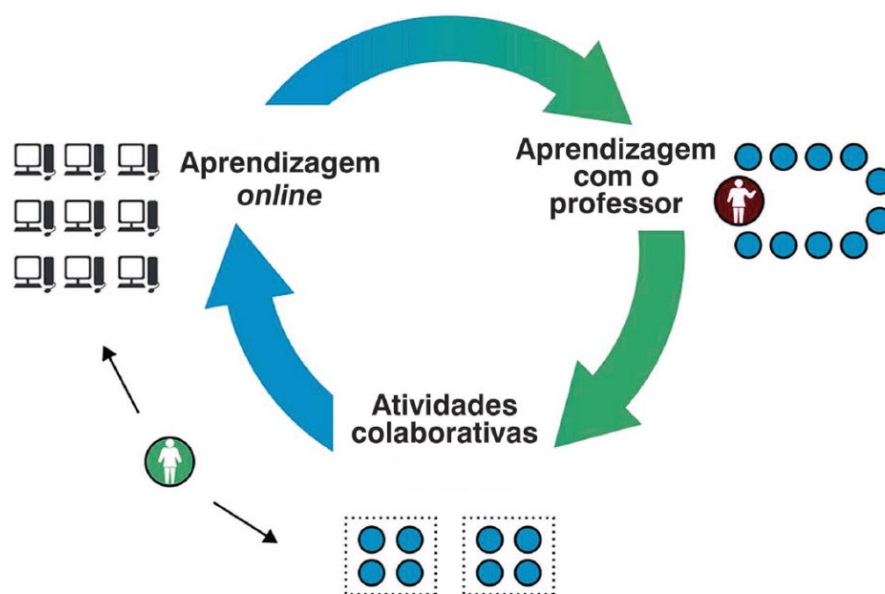 Aprendizagem
online
Aprendizagem
com o
professor
Atividades
colaborativas